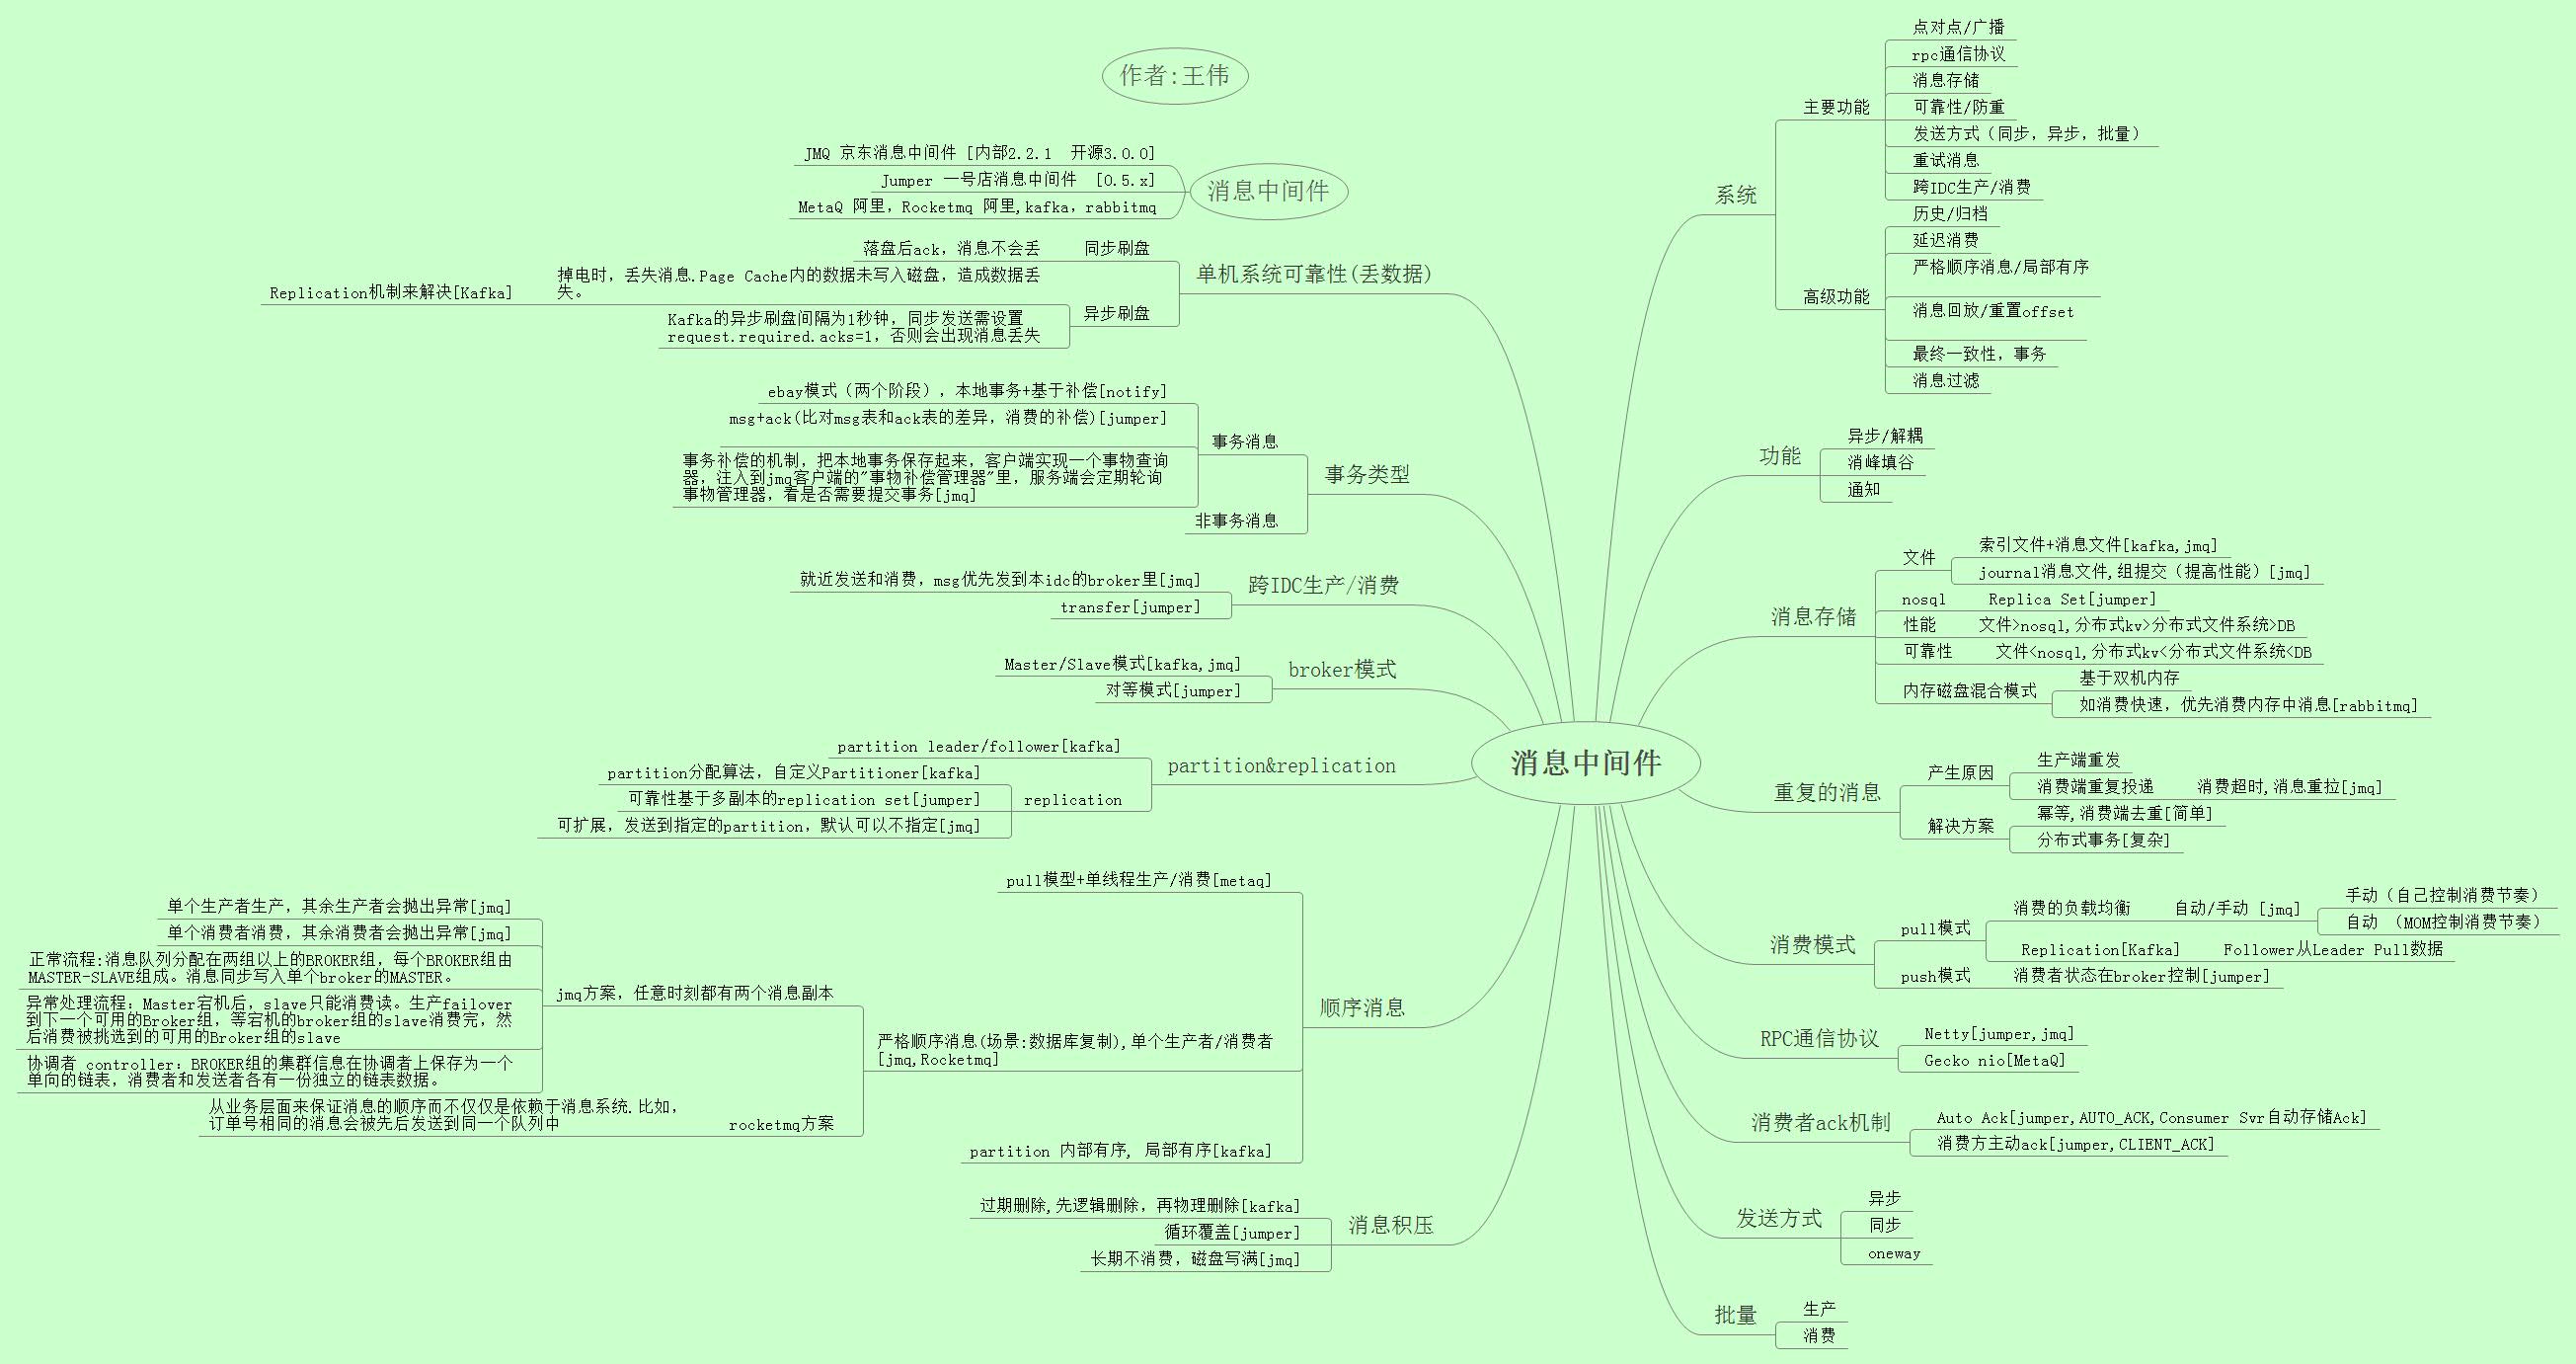 作者:王伟
消息中间件
JMQ 京东消息中间件 [内部2.2.1  开源3.0.0]
Jumper 一号店消息中间件  [0.5.x]
MetaQ 阿里，Rocketmq 阿里,kafka，rabbitmq
消息中间件
单机系统可靠性(丢数据)
同步刷盘
落盘后ack，消息不会丢
异步刷盘
掉电时，丢失消息.Page Cache内的数据未写入磁盘，造成数据丢
失。
Replication机制来解决[Kafka]
Kafka的异步刷盘间隔为1秒钟，同步发送需设置
request.required.acks=1，否则会出现消息丢失
事务类型
事务消息
ebay模式（两个阶段），本地事务+基于补偿[notify]
msg+ack(比对msg表和ack表的差异，消费的补偿)[jumper]
事务补偿的机制，把本地事务保存起来，客户端实现一个事物查询
器，注入到jmq客户端的"事物补偿管理器"里，服务端会定期轮询
事物管理器，看是否需要提交事务[jmq]
非事务消息
跨IDC生产/消费
就近发送和消费，msg优先发到本idc的broker里[jmq]
transfer[jumper]
broker模式
Master/Slave模式[kafka,jmq]
对等模式[jumper]
partition&replication
partition leader/follower[kafka]
replication
partition分配算法，自定义Partitioner[kafka]
可靠性基于多副本的replication set[jumper]
可扩展，发送到指定的partition，默认可以不指定[jmq]
顺序消息
pull模型+单线程生产/消费[metaq]
严格顺序消息(场景:数据库复制),单个生产者/消费者
[jmq,Rocketmq]
jmq方案，任意时刻都有两个消息副本
单个生产者生产，其余生产者会抛出异常[jmq]
单个消费者消费，其余消费者会抛出异常[jmq]
正常流程:消息队列分配在两组以上的BROKER组，每个BROKER组由
MASTER-SLAVE组成。消息同步写入单个broker的MASTER。
异常处理流程：Master宕机后，slave只能消费读。生产failover
到下一个可用的Broker组，等宕机的broker组的slave消费完，然
后消费被挑选到的可用的Broker组的slave
协调者 controller：BROKER组的集群信息在协调者上保存为一个
单向的链表，消费者和发送者各有一份独立的链表数据。
rocketmq方案
从业务层面来保证消息的顺序而不仅仅是依赖于消息系统.比如，
订单号相同的消息会被先后发送到同一个队列中
partition 内部有序， 局部有序[kafka]
消息积压
过期删除,先逻辑删除，再物理删除[kafka]
循环覆盖[jumper]
长期不消费，磁盘写满[jmq]
系统
主要功能
点对点/广播
rpc通信协议
消息存储
可靠性/防重
发送方式（同步，异步，批量）
重试消息
跨IDC生产/消费
高级功能
历史/归档
延迟消费
严格顺序消息/局部有序
消息回放/重置offset
最终一致性，事务
消息过滤
功能
异步/解耦
消峰填谷
通知
消息存储
文件
索引文件+消息文件[kafka,jmq]
journal消息文件,组提交（提高性能）[jmq]
nosql
Replica Set[jumper]
性能
文件>nosql,分布式kv>分布式文件系统>DB
可靠性
文件<nosql,分布式kv<分布式文件系统<DB
内存磁盘混合模式
基于双机内存
如消费快速，优先消费内存中消息[rabbitmq]
重复的消息
产生原因
生产端重发
消费端重复投递
消费超时,消息重拉[jmq]
解决方案
幂等,消费端去重[简单]
分布式事务[复杂]
消费模式
pull模式
消费的负载均衡
自动/手动 [jmq]
手动（自己控制消费节奏）
自动 （MOM控制消费节奏）
Replication[Kafka]
Follower从Leader Pull数据
push模式
消费者状态在broker控制[jumper]
RPC通信协议
Netty[jumper,jmq]
Gecko nio[MetaQ]
消费者ack机制
Auto Ack[jumper,AUTO_ACK,Consumer Svr自动存储Ack]
消费方主动ack[jumper,CLIENT_ACK]
发送方式
异步
同步
oneway
批量
生产
消费